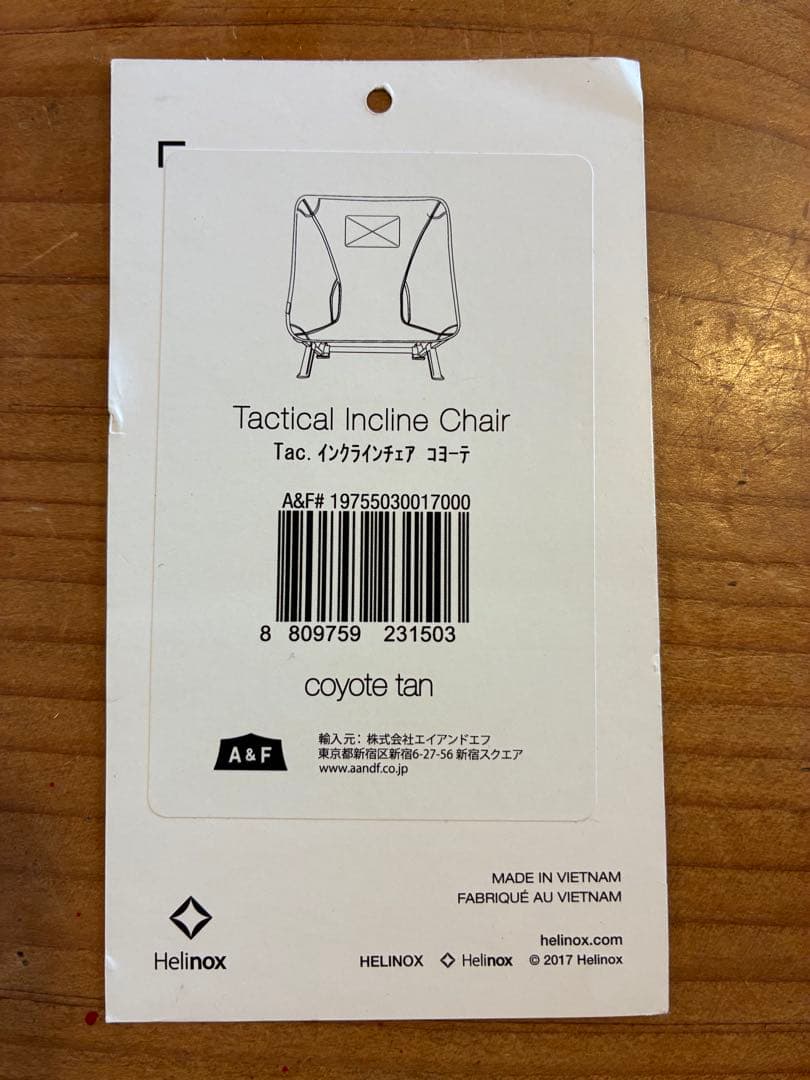 Tactical Incline Chair
Tac. インクラインチェア コヨーテ
A&F# 19755030017000
8 809759 231503
coyote tan
A & F
輸入元：株式会社エイアンドエフ
東京都新宿区新宿6-27-56 新宿スクエア
www.aandf.co.jp
MADE IN VIETNAM
FABRIQUÉ AU VIETNAM
Helinox
helinox.com
HELINOX Helinox © 2017 Helinox